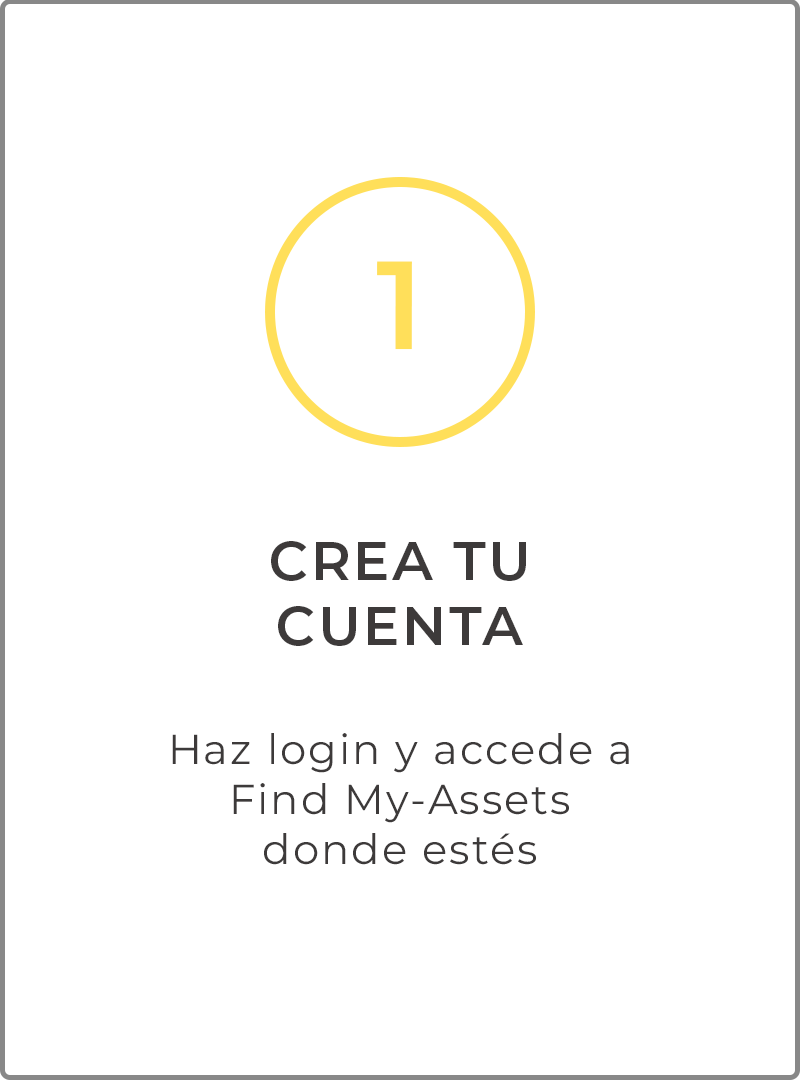 1
CREA TU
CUENTA
Haz login y accede a
Find My-Assets
donde estés